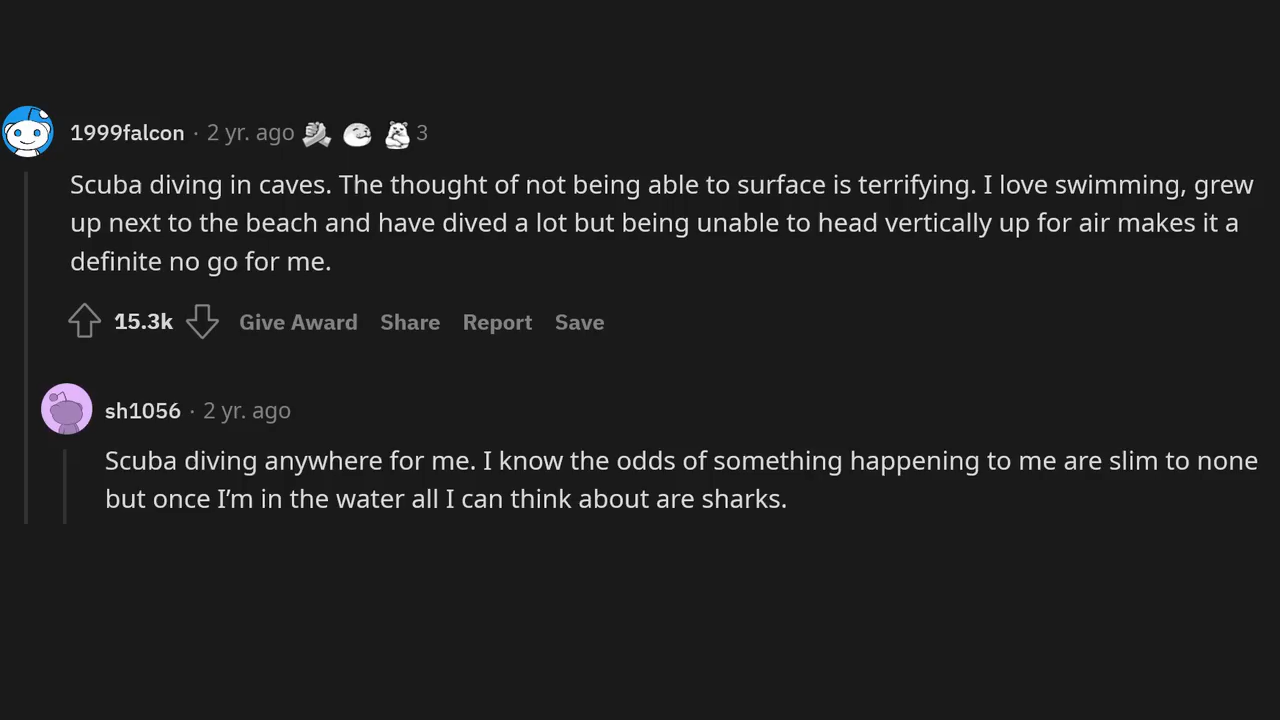 1999falcon · 2 yr. ago 3
Scuba diving in caves. The thought of not being able to surface is terrifying. I love swimming, grew
up next to the beach and have dived a lot but being unable to head vertically up for air makes it a
definite no go for me.
15.3k Give Award Share Report Save
sh1056 · 2 yr. ago
Scuba diving anywhere for me. I know the odds of something happening to me are slim to none
but once I’m in the water all I can think about are sharks.